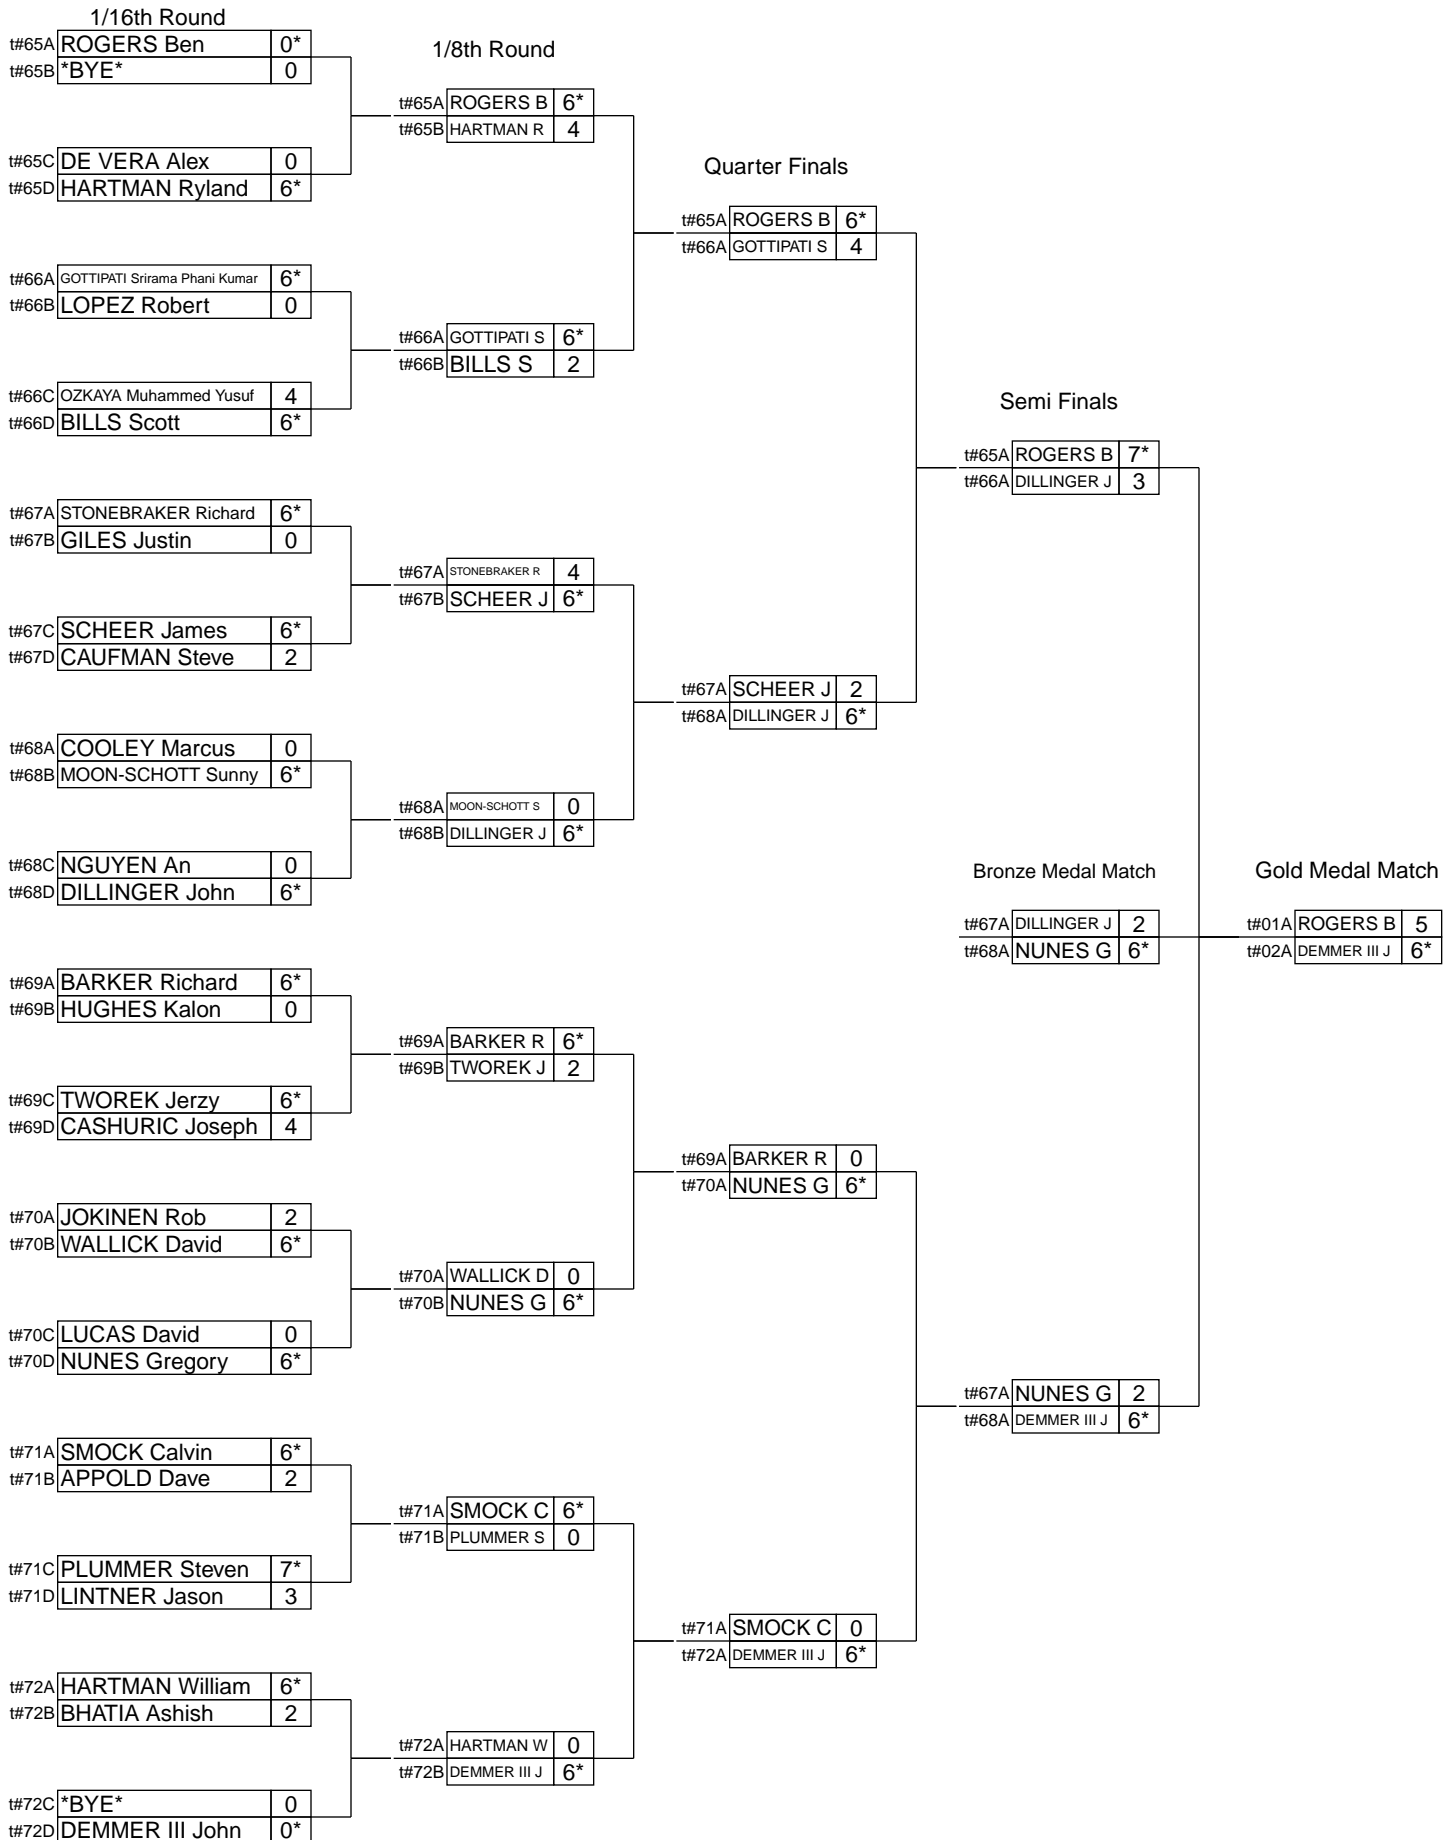 1/16th Round
t#65A ROGERS Ben 0*
t#65B *BYE* 0
t#65C DE VERA Alex 0
t#65D HARTMAN Ryland 6*
t#66A GOTTIPATI Srirama Phani Kumar 6*
t#66B LOPEZ Robert 0
t#66C OZKAYA Muhammed Yusuf 4
t#66D BILLS Scott 6*
t#67A STONEBRAKER Richard 6*
t#67B GILES Justin 0
t#67C SCHEER James 6*
t#67D CAUFMAN Steve 2
t#68A COOLEY Marcus 0
t#68B MOON-SCHOTT Sunny 6*
t#68C NGUYEN An 0
t#68D DILLINGER John 6*
t#69A BARKER Richard 6*
t#69B HUGHES Kalon 0
t#69C TWOREK Jerzy 6*
t#69D CASHURIC Joseph 4
t#70A JOKINEN Rob 2
t#70B WALLICK David 6*
t#70C LUCAS David 0
t#70D NUNES Gregory 6*
t#71A SMOCK Calvin 6*
t#71B APPOLD Dave 2
t#71C PLUMMER Steven 7*
t#71D LINTNER Jason 3
t#72A HARTMAN William 6*
t#72B BHATIA Ashish 2
t#72C *BYE* 0
t#72D DEMMER III John 0*
1/8th Round
t#65A ROGERS B 6*
t#65B HARTMAN R 4
t#66A GOTTIPATI S 6*
t#66B BILLS S 2
t#67A STONEBRAKER R 4
t#67B SCHEER J 6*
t#68A MOON-SCHOTT S 0
t#68B DILLINGER J 6*
t#69A BARKER R 6*
t#69B TWOREK J 2
t#70A WALLICK D 0
t#70B NUNES G 6*
t#71A SMOCK C 6*
t#71B PLUMMER S 0
t#72A HARTMAN W 0
t#72B DEMMER III J 6*
Quarter Finals
t#65A ROGERS B 6*
t#66A GOTTIPATI S 4
t#67A SCHEER J 2
t#68A DILLINGER J 6*
t#69A BARKER R 0
t#70A NUNES G 6*
t#71A SMOCK C 0
t#72A DEMMER III J 6*
Semi Finals
t#65A ROGERS B 7*
t#66A DILLINGER J 3
t#67A NUNES G 2
t#68A DEMMER III J 6*
Bronze Medal Match
t#67A DILLINGER J 2
t#68A NUNES G 6*
Gold Medal Match
t#01A ROGERS B 5
t#02A DEMMER III J 6*